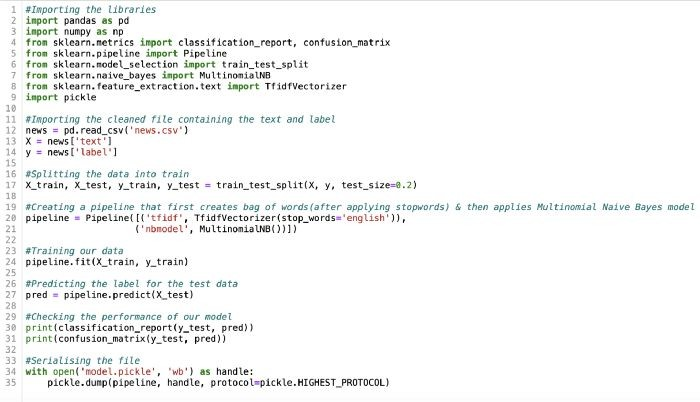 1 #Importing the libraries
2 import pandas as pd
3 import numpy as np
4 from sklearn.metrics import classification_report, confusion_matrix
5 from sklearn.pipeline import Pipeline
6 from sklearn.model_selection import train_test_split
7 from sklearn.naive_bayes import MultinomialNB
8 from sklearn.feature_extraction.text import TfidfVectorizer
9 import pickle
10
11 #Importing the cleaned file containing the text and label
12 news = pd.read_csv('news.csv')
13 X = news['text']
14 y = news['label']
15
16 #Splitting the data into train
17 X_train, X_test, y_train, y_test = train_test_split(X, y, test_size=0.2)
18
19 #Creating a pipeline that first creates bag of words(after applying stopwords) & then applies Multinomial Naive Bayes model
20 pipeline = Pipeline([('tfidf', TfidfVectorizer(stop_words='english')),
21                     ('nbmodel', MultinomialNB())])
22
23 #Training our data
24 pipeline.fit(X_train, y_train)
25
26 #Predicting the label for the test data
27 pred = pipeline.predict(X_test)
28
29 #Checking the performance of our model
30 print(classification_report(y_test, pred))
31 print(confusion_matrix(y_test, pred))
32
33 #Serialising the file
34 with open('model.pickle', 'wb') as handle:
35     pickle.dump(pipeline, handle, protocol=pickle.HIGHEST_PROTOCOL)